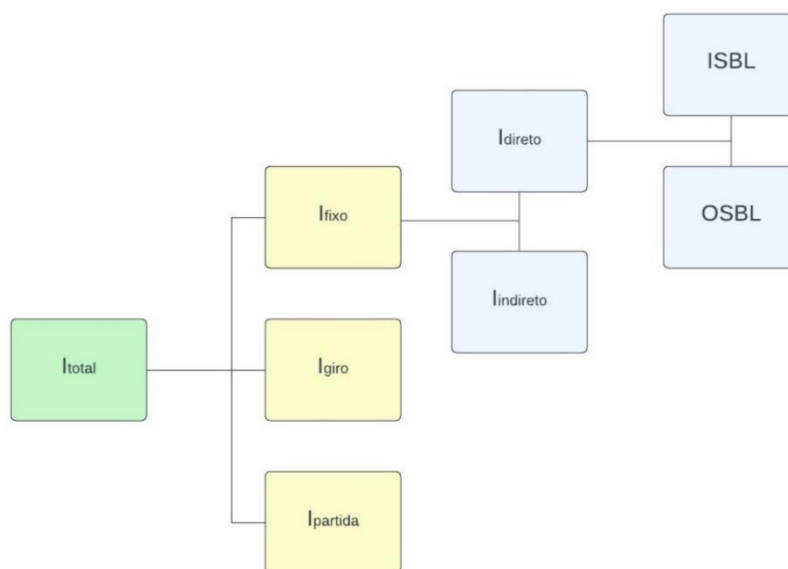 ISBL
Idireto
Ifixo
OSBL
Iindireto
Itotal
Igiro
Ipartida